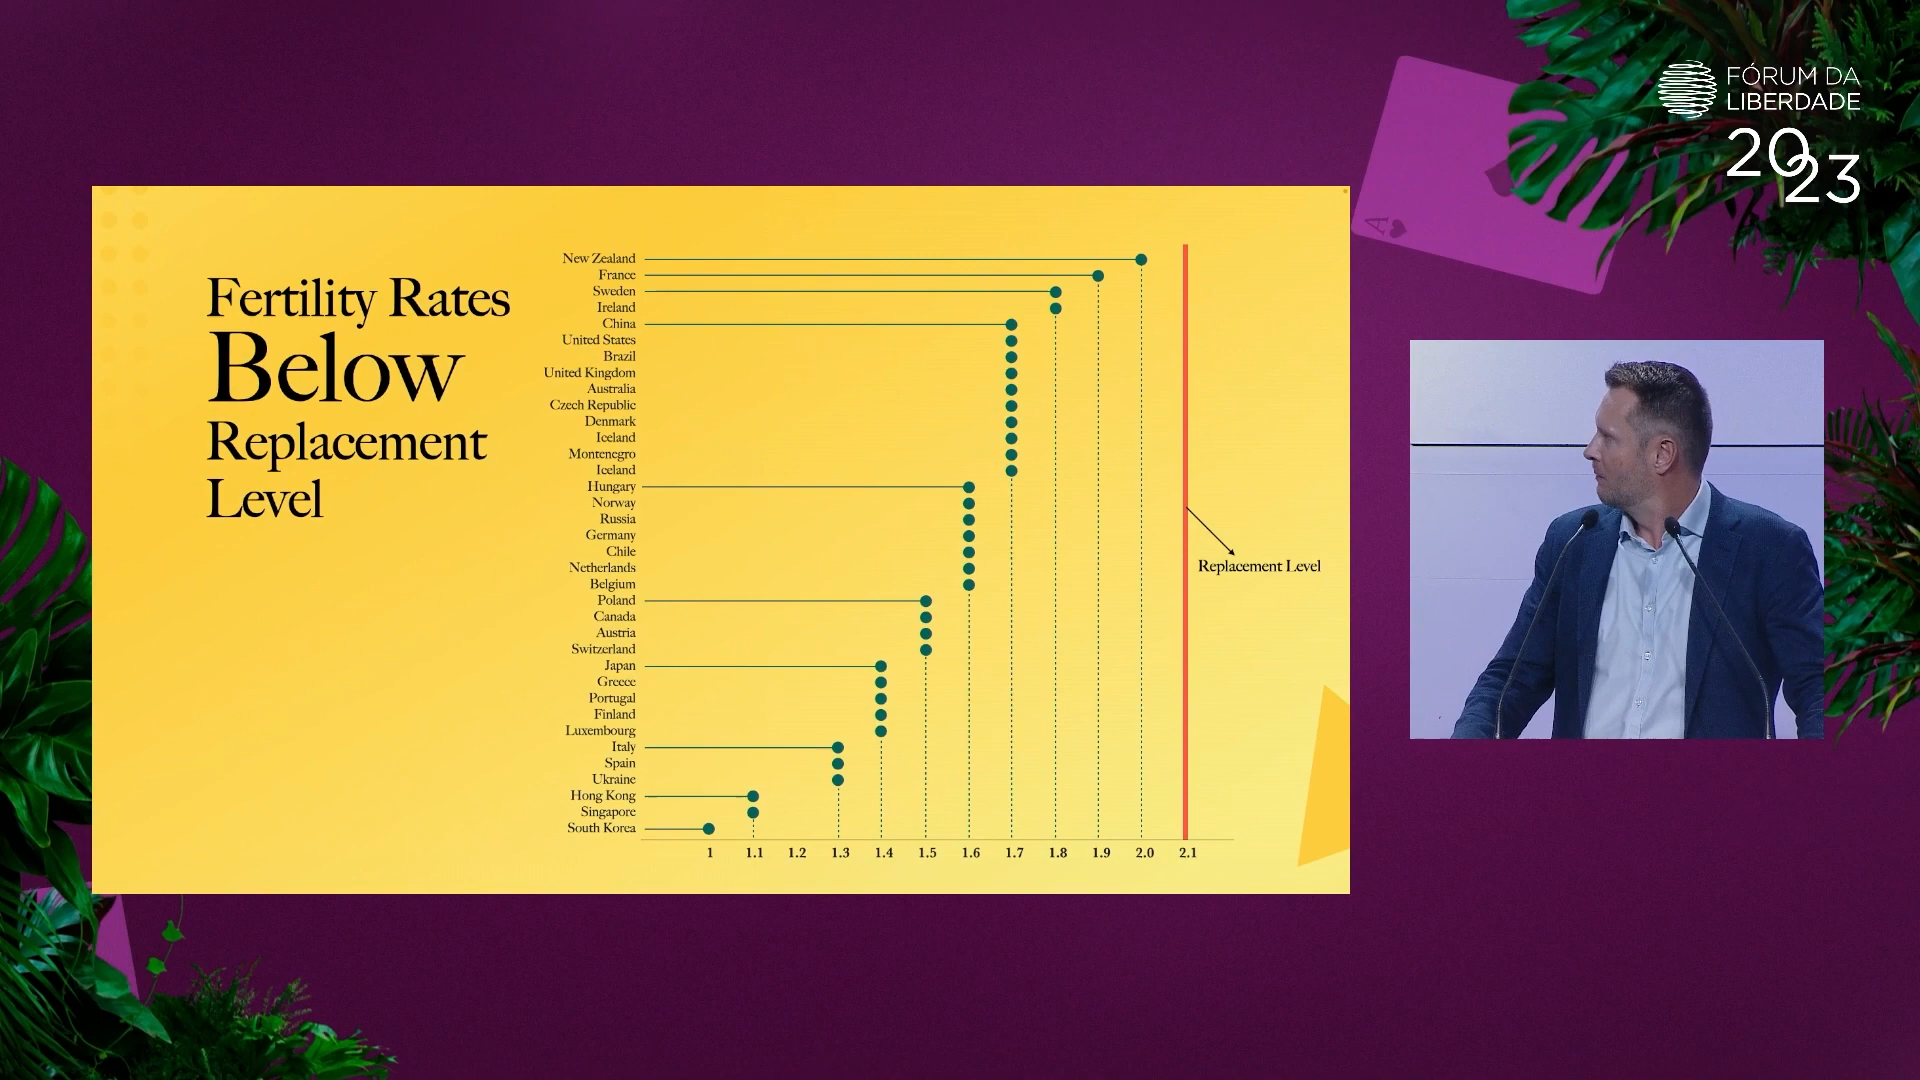 FÓRUM DA
LIBERDADE
2023
A
Fertility Rates
Below
Replacement
Level
New Zealand
France
Sweden
Ireland
China
United States
Brazil
United Kingdom
Australia
Czech Republic
Denmark
Iceland
Montenegro
Iceland
Hungary
Norway
Russia
Germany
Chile
Netherlands
Belgium
Poland
Canada
Austria
Switzerland
Japan
Greece
Portugal
Finland
Luxembourg
Italy
Spain
Ukraine
Hong Kong
Singapore
South Korea
1 1.1 1.2 1.3 1.4 1.5 1.6 1.7 1.8 1.9 2.0 2.1
Replacement Level